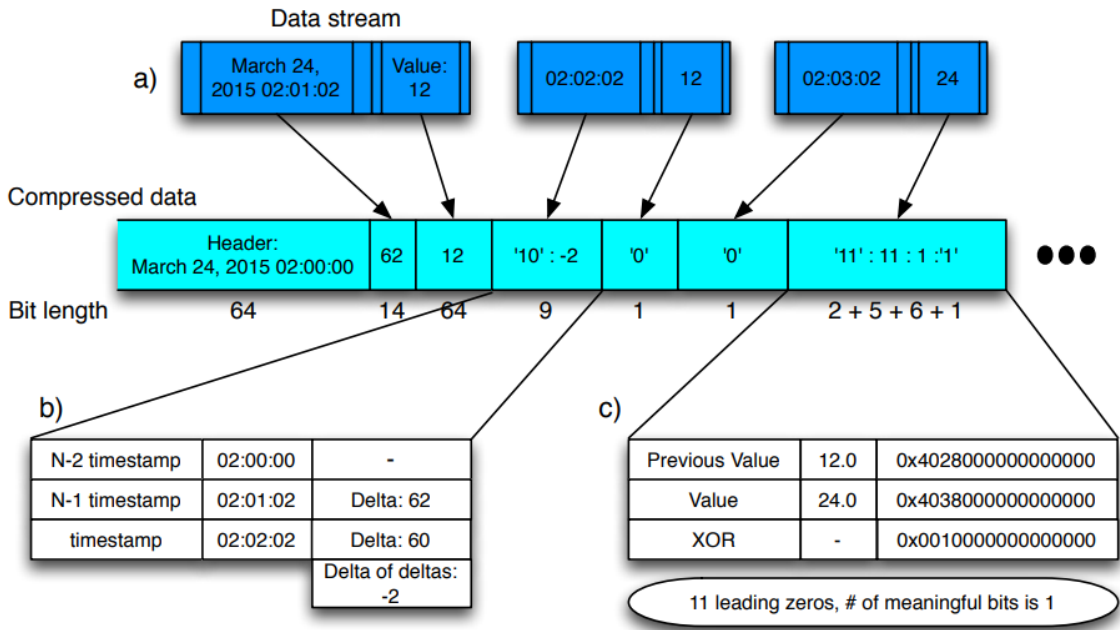 Data stream
a)
March 24,
2015 02:01:02
Value:
12
02:02:02
12
02:03:02
24
Compressed data
Header:
March 24, 2015 02:00:00
62
12
'10' : -2
'0'
'0'
'11' : 11 : 1 :'1'
Bit length
64
14
64
9
1
1
2 + 5 + 6 + 1
b)
N-2 timestamp
02:00:00
-
N-1 timestamp
02:01:02
Delta: 62
timestamp
02:02:02
Delta: 60
Delta of deltas:
-2
c)
Previous Value
12.0
0x4028000000000000
Value
24.0
0x4038000000000000
XOR
-
0x0010000000000000
11 leading zeros, # of meaningful bits is 1